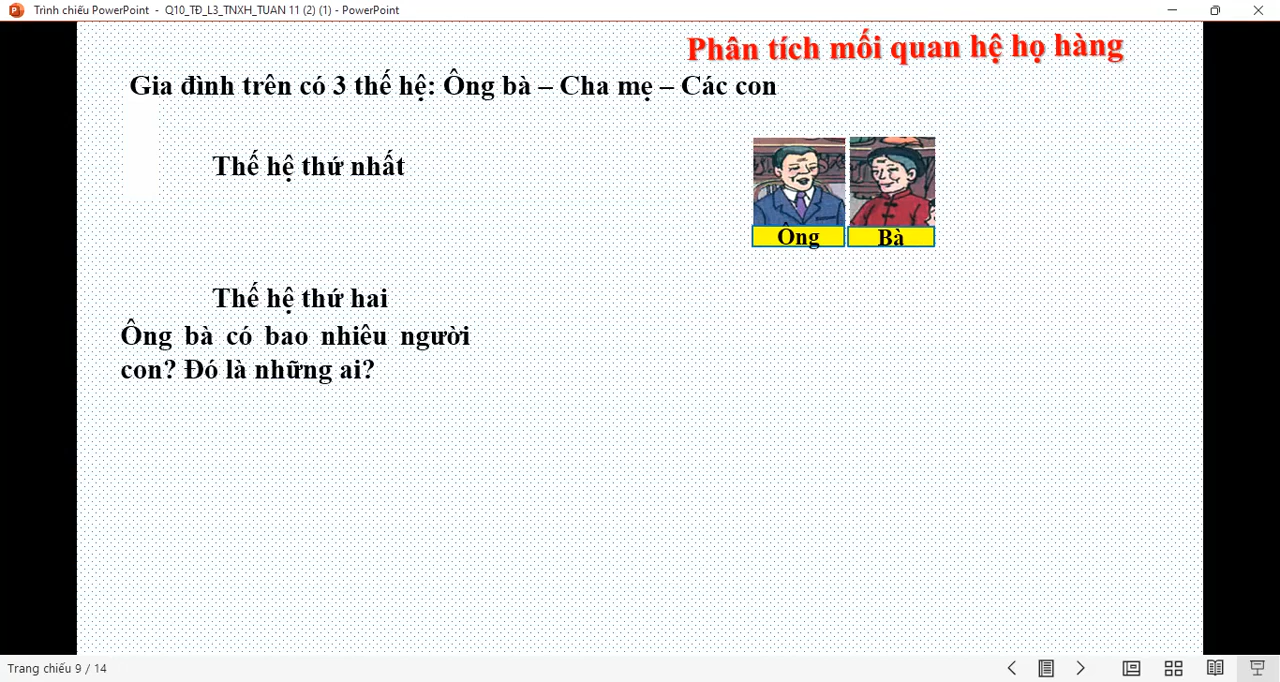 Trình chiếu PowerPoint - Q10_TĐ_L3_TNXH_TUAN 11 (2) (1) - PowerPoint
Phân tích mối quan hệ họ hàng
Gia đình trên có 3 thế hệ: Ông bà – Cha mẹ – Các con
Thế hệ thứ nhất
Ông
Bà
Thế hệ thứ hai
Ông bà có bao nhiêu người
con? Đó là những ai?
Trang chiếu 9 / 14